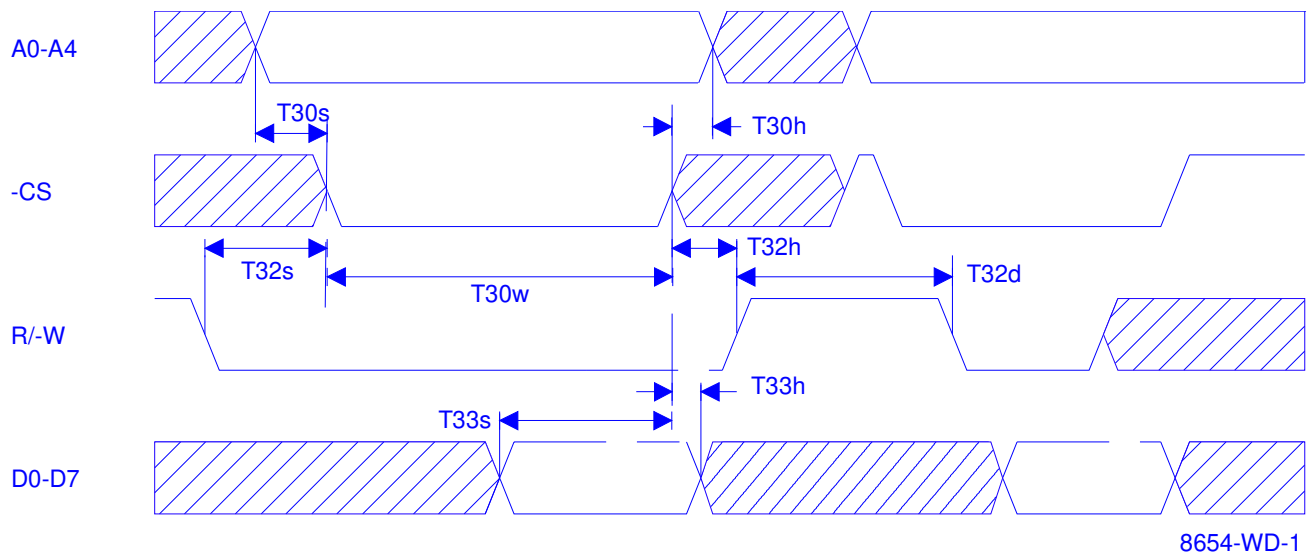 A0-A4
T30s
T30h
-CS
T32s
T30w
T32h
T32d
R/-W
T33s
T33h
D0-D7
8654-WD-1